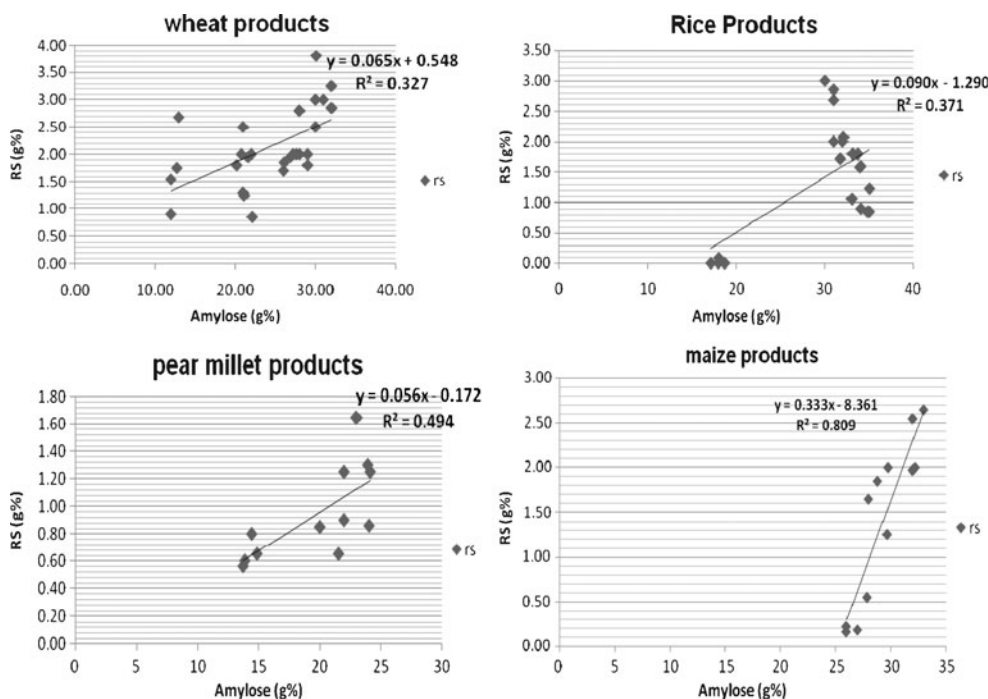 wheat products
4.00
3.50
3.00
2.50
2.00
1.50
1.00
0.50
0.00
RS (g%)
y = 0.065x + 0.548
R² = 0.327
rs
0.00 10.00 20.00 30.00 40.00
Amylose (g%)
Rice Products
3.50
3.00
2.50
2.00
1.50
1.00
0.50
0.00
RS (g%)
y = 0.090x - 1.290
R² = 0.371
rs
0 10 20 30 40
Amylose (g%)
pear millet products
1.80
1.60
1.40
1.20
1.00
0.80
0.60
0.40
0.20
0.00
RS (g%)
y = 0.056x - 0.172
R² = 0.494
rs
0 5 10 15 20 25 30
Amylose (g%)
maize products
3.00
2.50
2.00
1.50
1.00
0.50
0.00
RS (g%)
y = 0.333x - 8.361
R² = 0.809
rs
0 5 10 15 20 25 30 35
Amylose (g%)